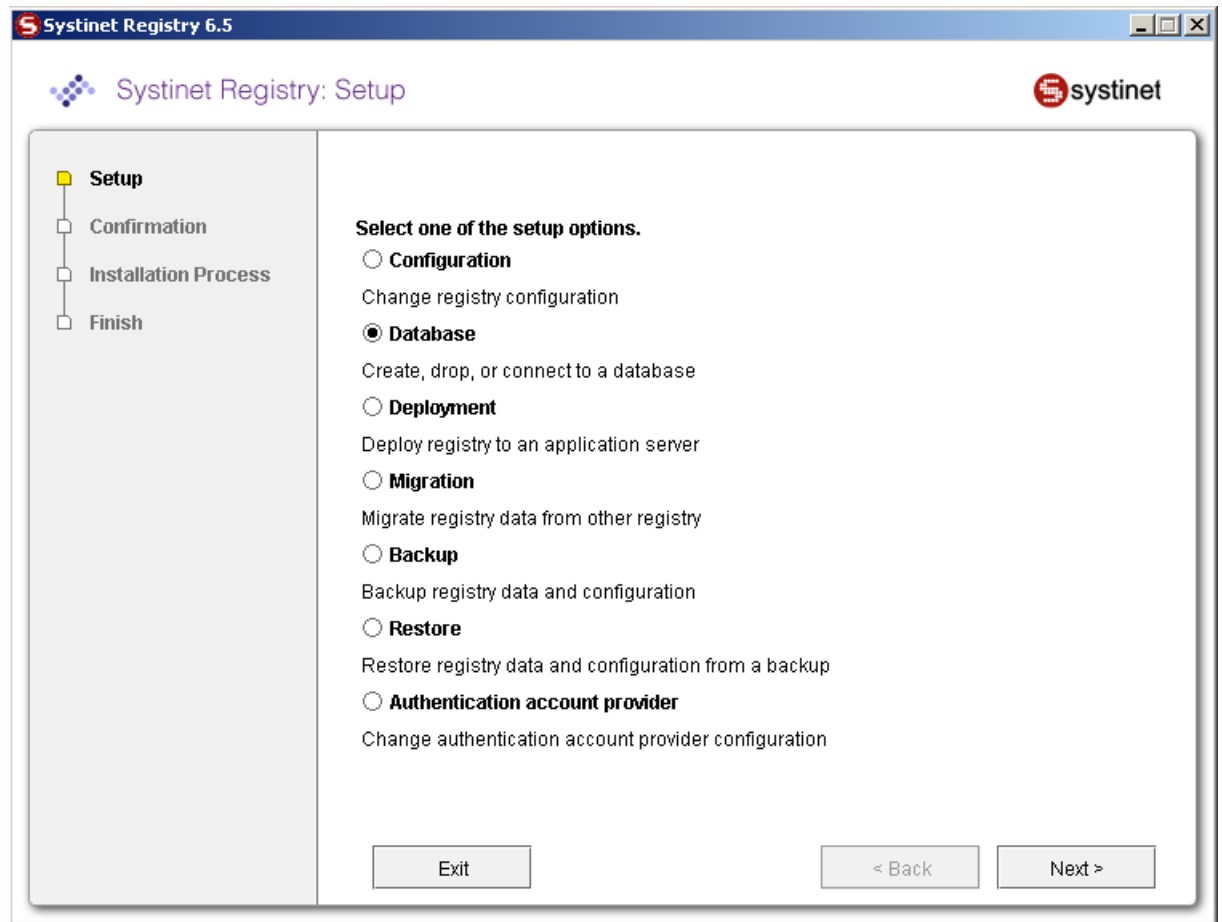 Systinet Registry 6.5
Systinet Registry: Setup
systinet
Setup
Confirmation
Installation Process
Finish
Select one of the setup options.
Configuration
Change registry configuration
Database
Create, drop, or connect to a database
Deployment
Deploy registry to an application server
Migration
Migrate registry data from other registry
Backup
Backup registry data and configuration
Restore
Restore registry data and configuration from a backup
Authentication account provider
Change authentication account provider configuration
Exit
< Back
Next >